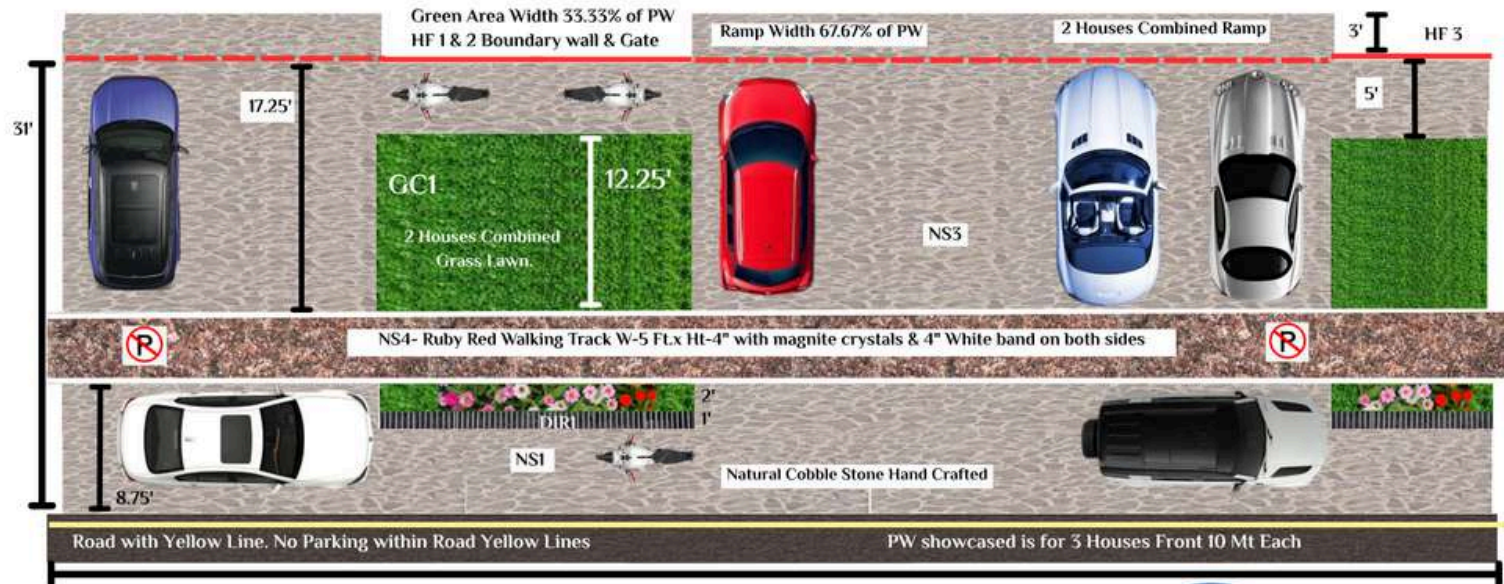 Green Area Width 33.33% of PW
HF 1 & 2 Boundary wall & Gate
Ramp Width 67.67% of PW
2 Houses Combined Ramp
3'
HF 3
17.25'
5'
31'
GC1
12.25'
2 Houses Combined
Grass Lawn.
NS3
P
NS4- Ruby Red Walking Track W-5 Ft.x Ht-4" with magnite crystals & 4" White band on both sides
P
2'
DIR1
1'
NS1
Natural Cobble Stone Hand Crafted
8.75'
Road with Yellow Line. No Parking within Road Yellow Lines
PW showcased is for 3 Houses Front 10 Mt Each